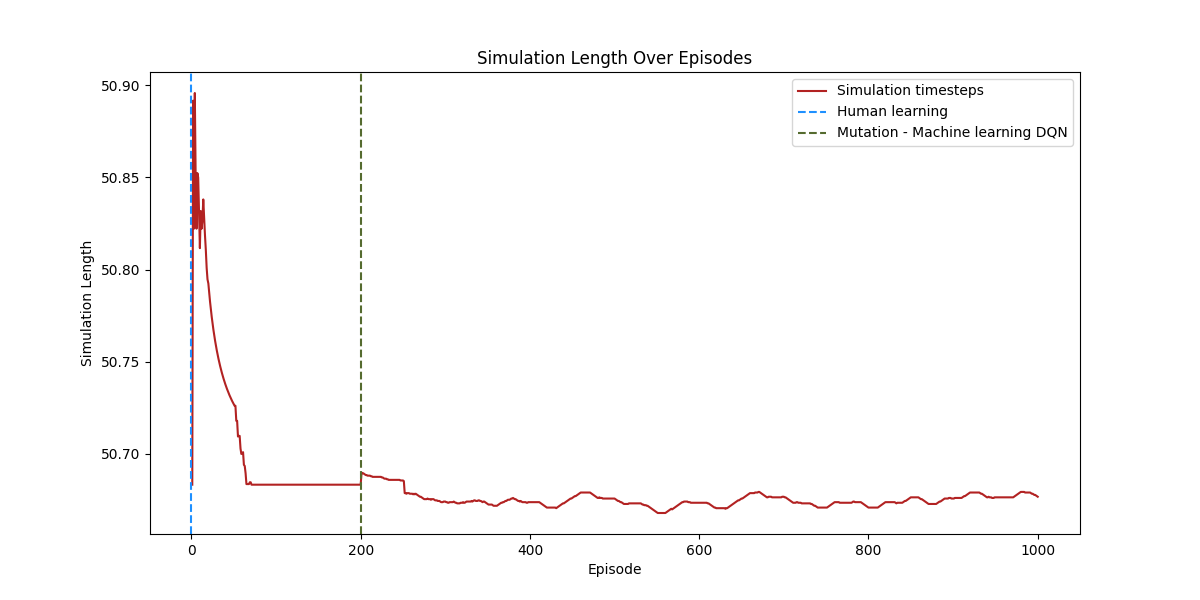 Simulation Length Over Episodes
50.90
50.85
50.80
50.75
50.70
Simulation Length
Simulation timesteps
Human learning
Mutation - Machine learning DQN
0
200
400
600
800
1000
Episode